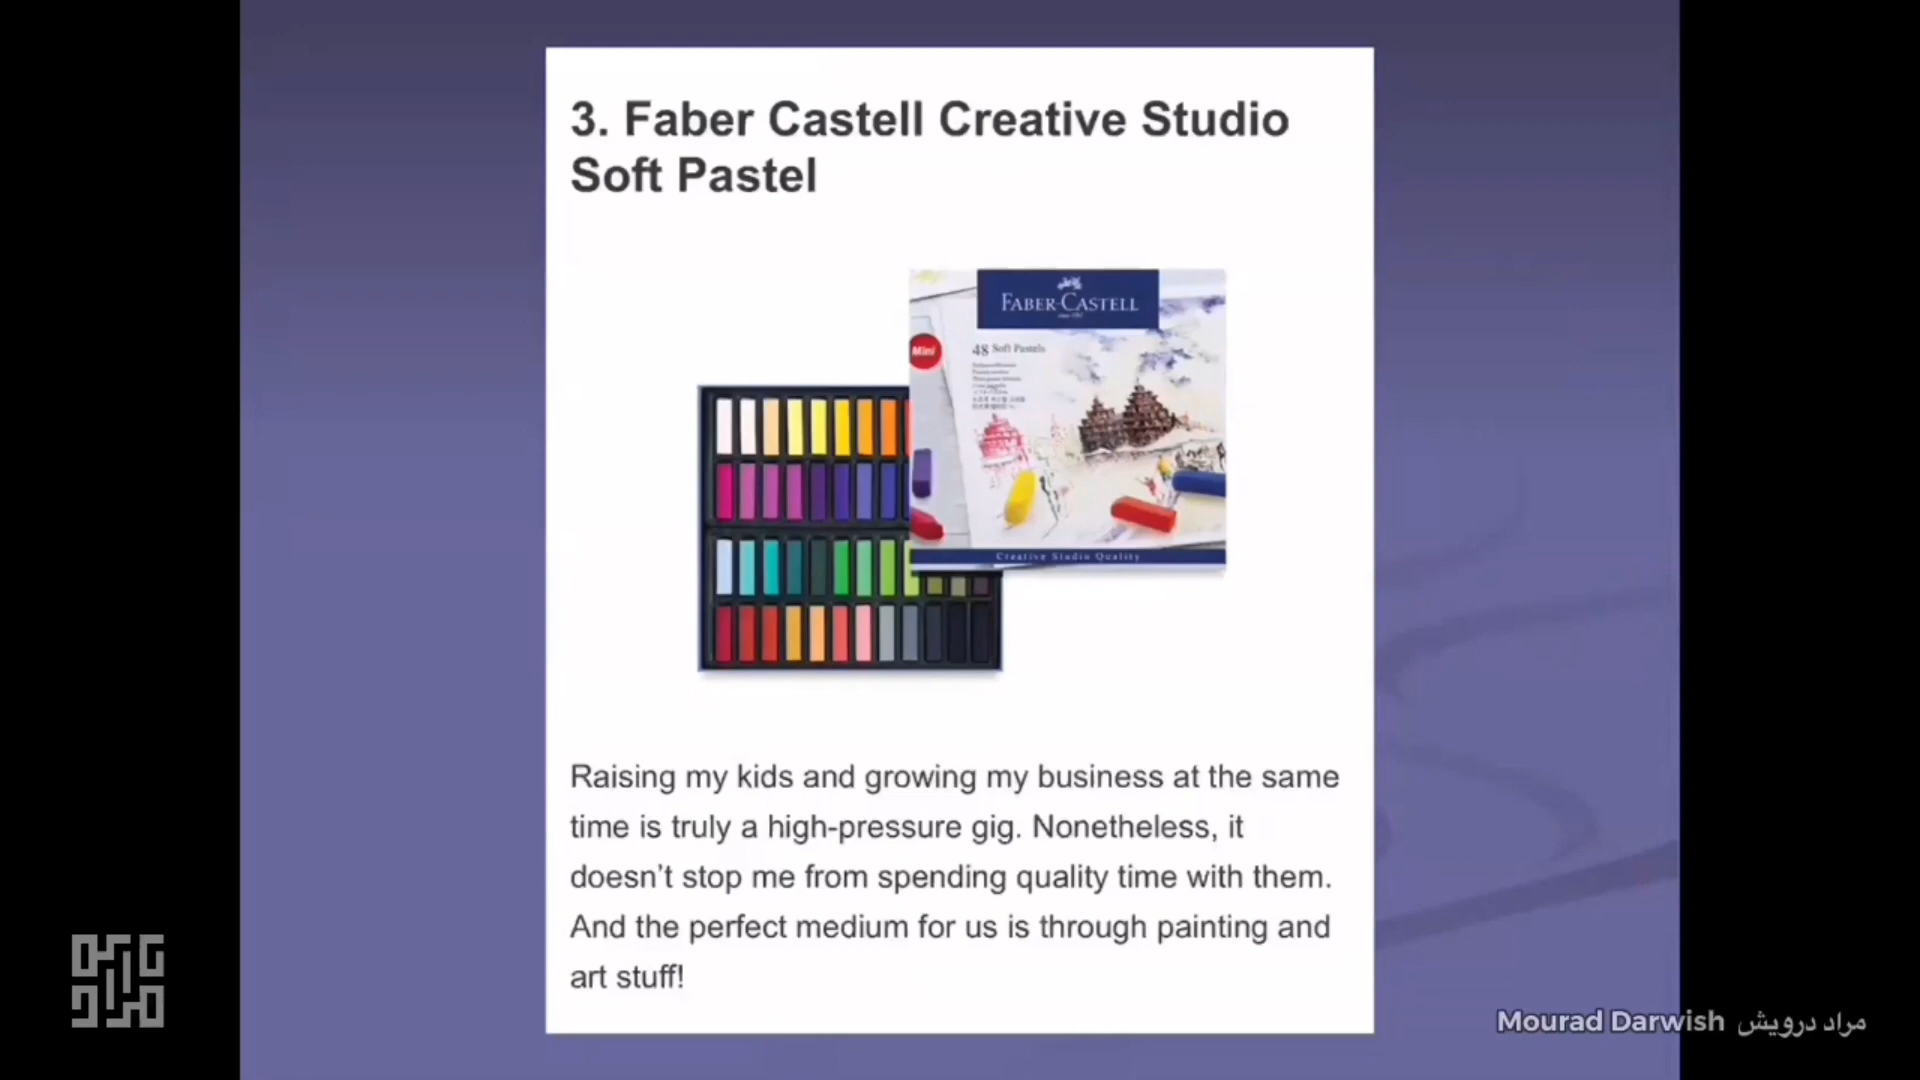 3. Faber Castell Creative Studio
Soft Pastel
FABER-CASTELL
Mini
48 Soft Pastels
Creative Studio Quality
Raising my kids and growing my business at the same
time is truly a high-pressure gig. Nonetheless, it
doesn't stop me from spending quality time with them.
And the perfect medium for us is through painting and
art stuff!
Mourad Darwish مراد درويش